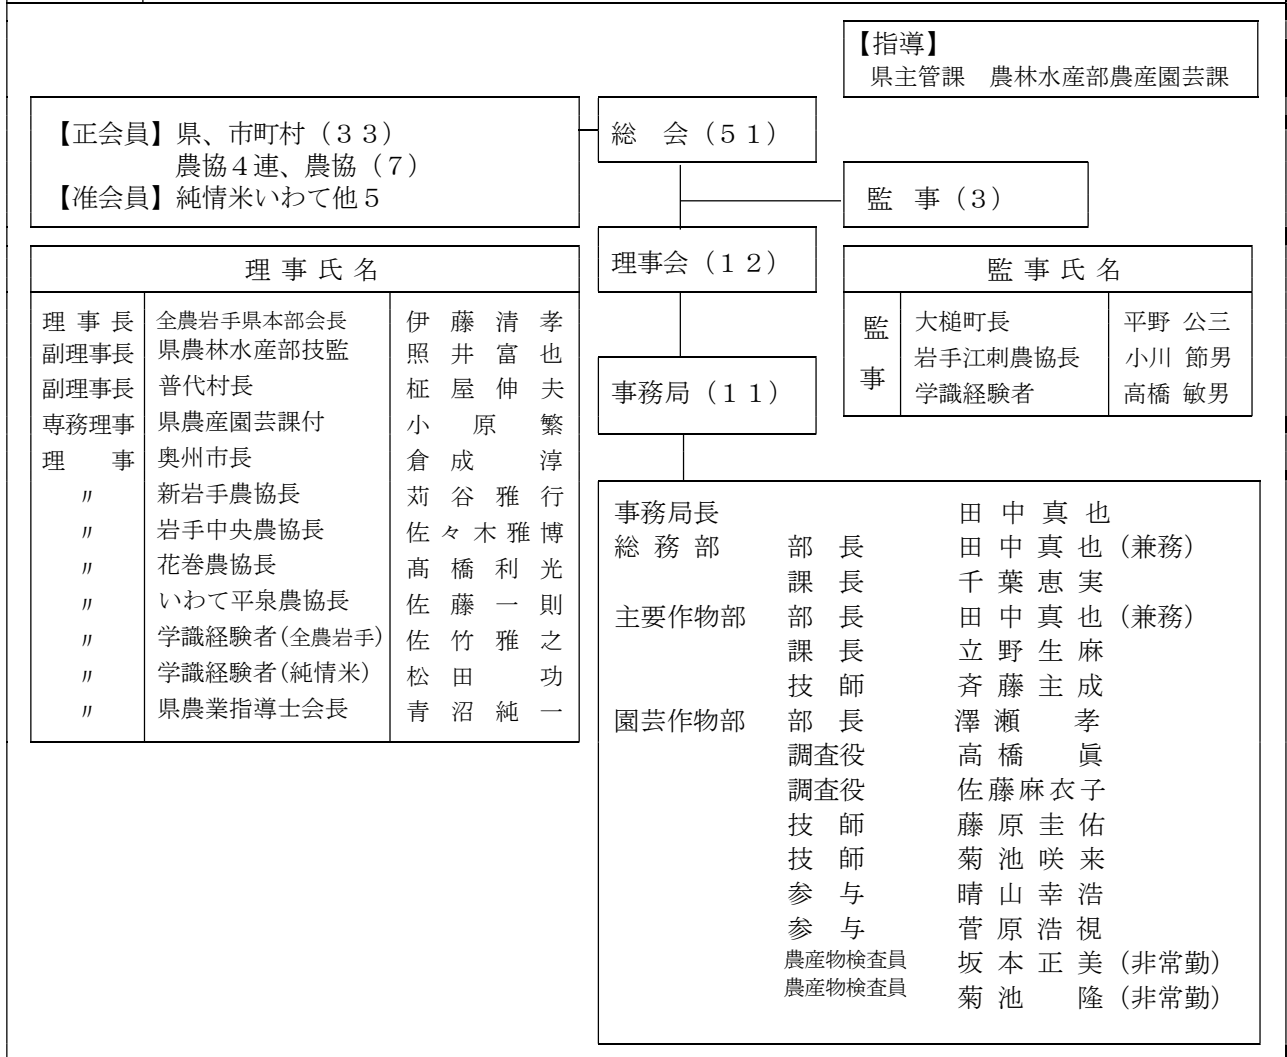 【指導】
県主管課　農林水産部農産園芸課
【正会員】県、市町村（３３）
農協４連、農協（７）
【准会員】純情米いわて他５
総　会（５１）
監　事（３）
理事会（１２）
事務局（１１）
理 事 氏 名
理 事 長　全農岩手県本部会長　伊 藤 清 孝
副理事長　県農林水産部技監　照 井 富 也
副理事長　普代村長　柾 屋 伸 夫
専務理事　県農産園芸課付　小 原 繁
理　　事　奥州市長　倉 成 淳
〃　新岩手農協長　苅 谷 雅 行
〃　岩手中央農協長　佐 々 木 雅 博
〃　花巻農協長　髙 橋 利 光
〃　いわて平泉農協長　佐 藤 一 則
〃　学識経験者(全農岩手)　佐 竹 雅 之
〃　学識経験者(純情米)　松 田 功
〃　県農業指導士会長　青 沼 純 一
監 事 氏 名
監事
大槌町長　平野 公三
岩手江刺農協長　小川 節男
学識経験者　高橋 敏男
事務局長　田 中 真 也
総 務 部　部　長　田 中 真 也（兼務）
課　長　千 葉 恵 実
主要作物部　部　長　田 中 真 也（兼務）
課　長　立 野 生 麻
技　師　斉 藤 主 成
園芸作物部　部　長　澤 瀬　孝
調査役　高 橋　眞
調査役　佐藤麻衣子
技　師　藤 原 圭 佑
技　師　菊 池 咲 来
参　与　晴 山 幸 浩
参　与　菅 原 浩 視
農産物検査員　坂 本 正 美（非常勤）
農産物検査員　菊 池　隆（非常勤）